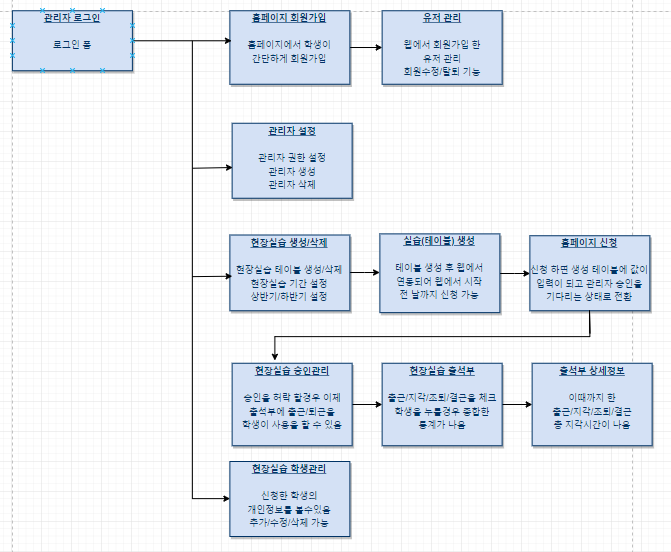 관리자 로그인
로그인 폼
홈페이지 회원가입
홈페이지에서 학생이
간단하게 회원가입
유저 관리
웹에서 회원가입 한
유저 관리
회원수정/탈퇴 기능
관리자 설정
관리자 권한 설정
관리자 생성
관리자 삭제
현장실습 생성/삭제
현장실습 테이블 생성/삭제
현장실습 기간 설정
상반기/하반기 설정
실습(테이블) 생성
테이블 생성 후 웹에서
연동되어 웹에서 시작
전 날까지 신청 가능
홈페이지 신청
신청 하면 생성 테이블에 값이
입력이 되고 관리자 승인을
기다리는 상태로 전환
현장실습 승인관리
승인을 허락 할경우 이제
출석부에 출근/퇴근을
학생이 사용을 할 수 있음
현장실습 출석부
출근/지각/조퇴/결근을 체크
학생을 누를경우 종합한
통계가 나옴
출석부 상세정보
이때까지 한
출근/지각/조퇴/결근
총 지각시간이 나옴
현장실습 학생관리
신청한 학생의
개인정보를 볼수있음
추가/수정/삭제 가능